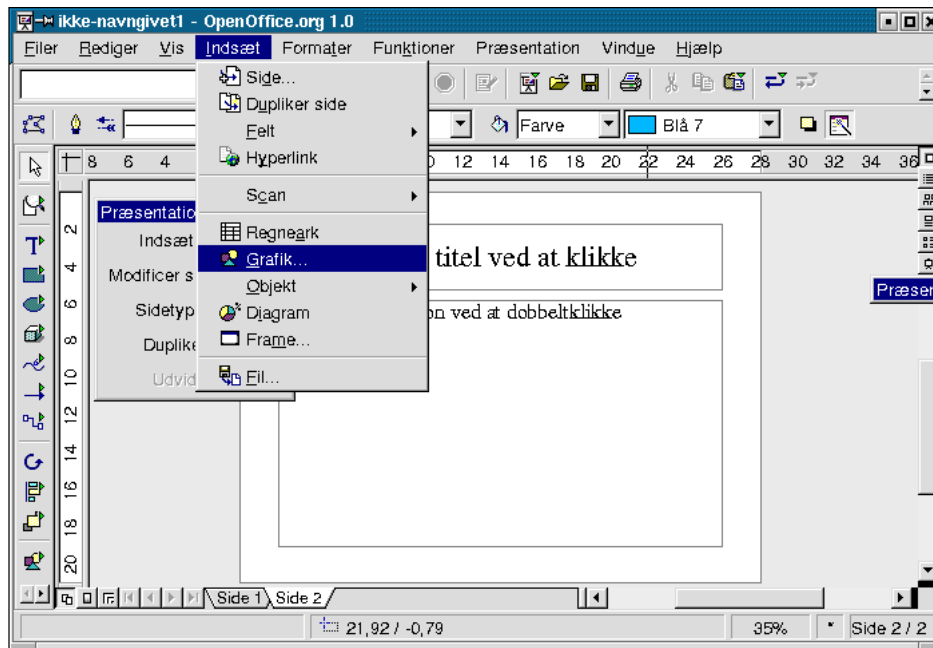 ikke-navngivet1 - OpenOffice.org 1.0
Filer Rediger Vis Indsæt Formater Funktioner Præsentation Vindue Hjælp
Side...
Dupliker side
Felt
Hyperlink
Scan
Regneark
Grafik...
Objekt
Diagram
Frame...
Fil...
Farve Blå 7
8 6 4 12 14 16 18 20 22 24 26 28 30 32 34 36
Præsentatio
Indsæt
Modificer s
Sidetyp
Duplike
Udvid
titel ved at klikke
on ved at dobbeltklikke
Præsen
2
4
6
8
10
12
14
16
18
20
Side 1 Side 2
21,92 / -0,79 35% * Side 2 / 2